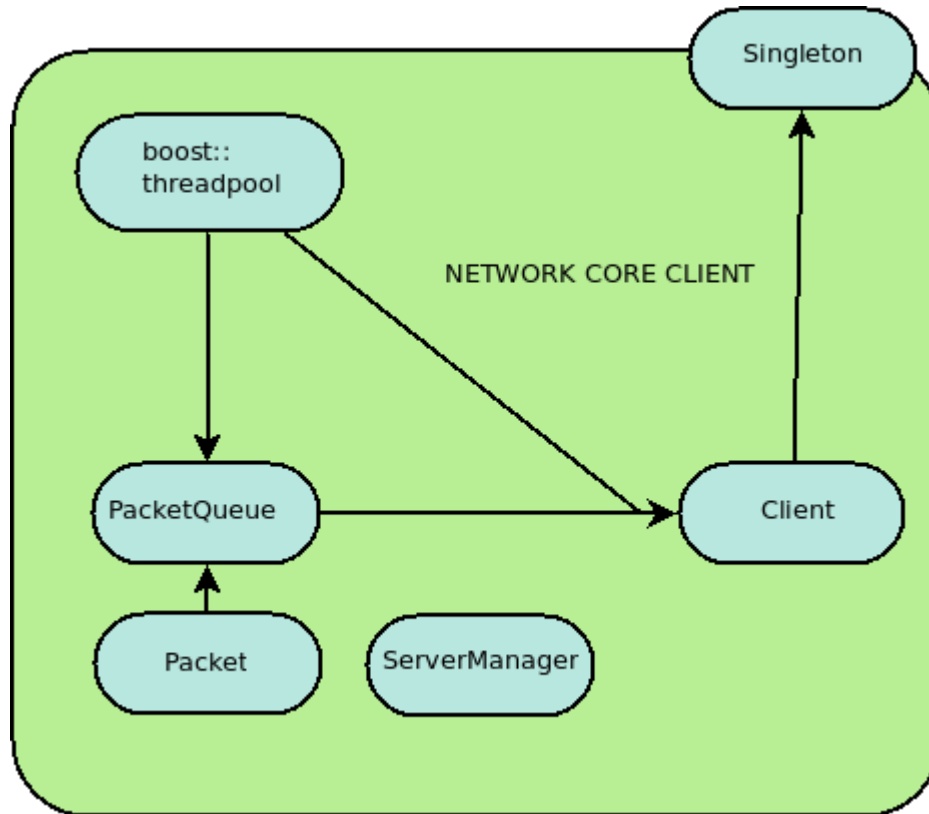 Singleton
boost::
threadpool
NETWORK CORE CLIENT
PacketQueue
Client
Packet
ServerManager